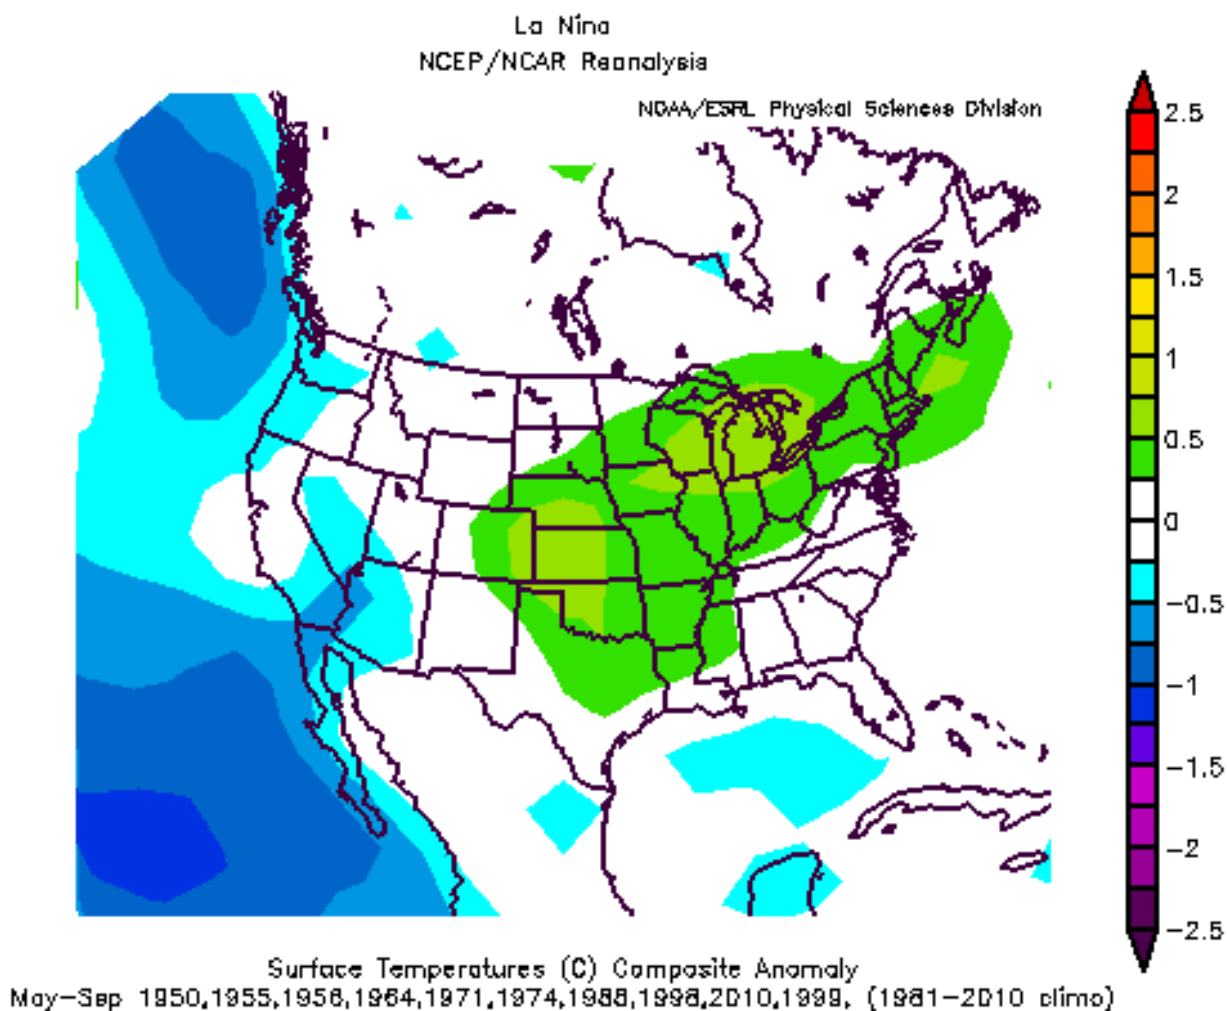 La Nina
NCEP/NCAR Reanalysis
NOAA/ESRL Physical Sciences Division
2.5
2
1.5
1
0.5
0
-0.5
-1
-1.5
-2
-2.5
Surface Temperatures (C) Composite Anomaly
May-Sep 1950,1955,1956,1964,1971,1974,1988,1998,2010,1999, (1981-2010 climo)